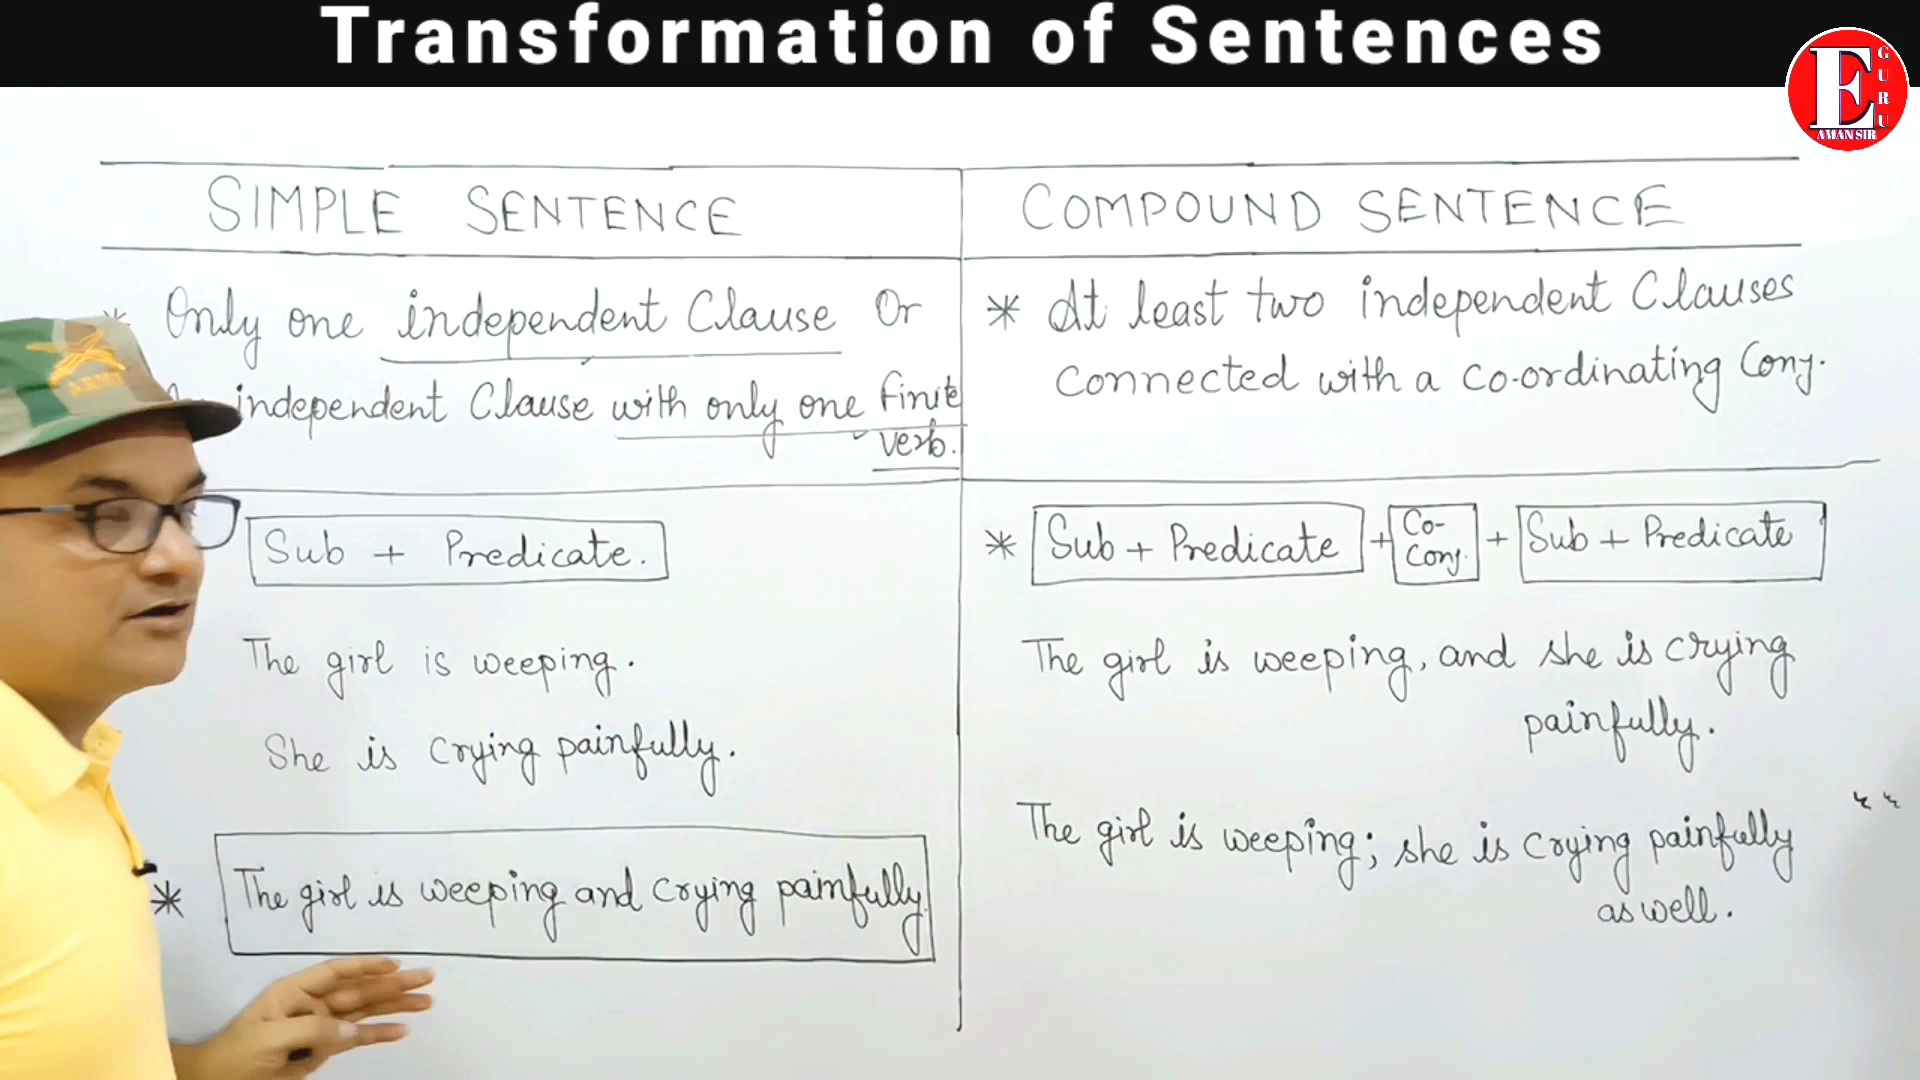 Transformation of Sentences
E GURU
AMAN SIR
SIMPLE SENTENCE
Only one independent Clause Or
independent Clause with only one finite
verb.
Sub + Predicate.
The girl is weeping.
She is crying painfully.
* The girl is weeping and crying painfully.
COMPOUND SENTENCE
* At least two independent Clauses
connected with a co-ordinating Conj.
* Sub + Predicate + Co-Conj. + Sub + Predicate
The girl is weeping, and she is crying
painfully.
The girl is weeping; she is crying painfully
as well.